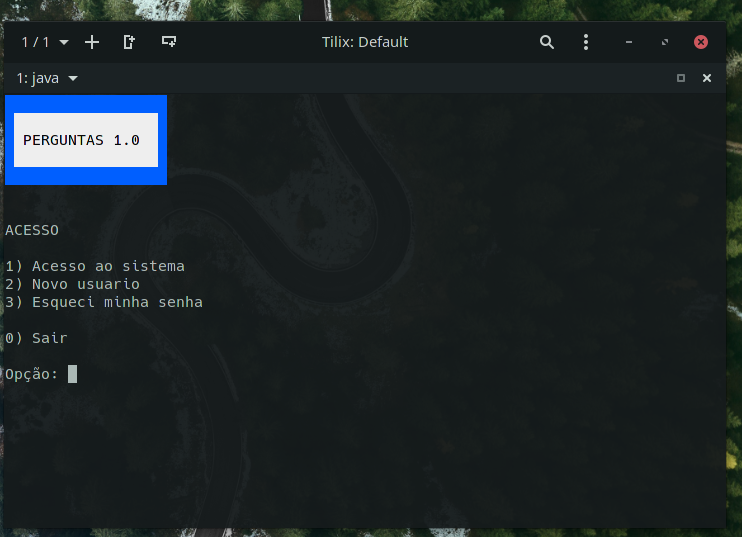 1 / 1
Tilix: Default
1: java
PERGUNTAS 1.0
ACESSO
1) Acesso ao sistema
2) Novo usuario
3) Esqueci minha senha
0) Sair
Opção: